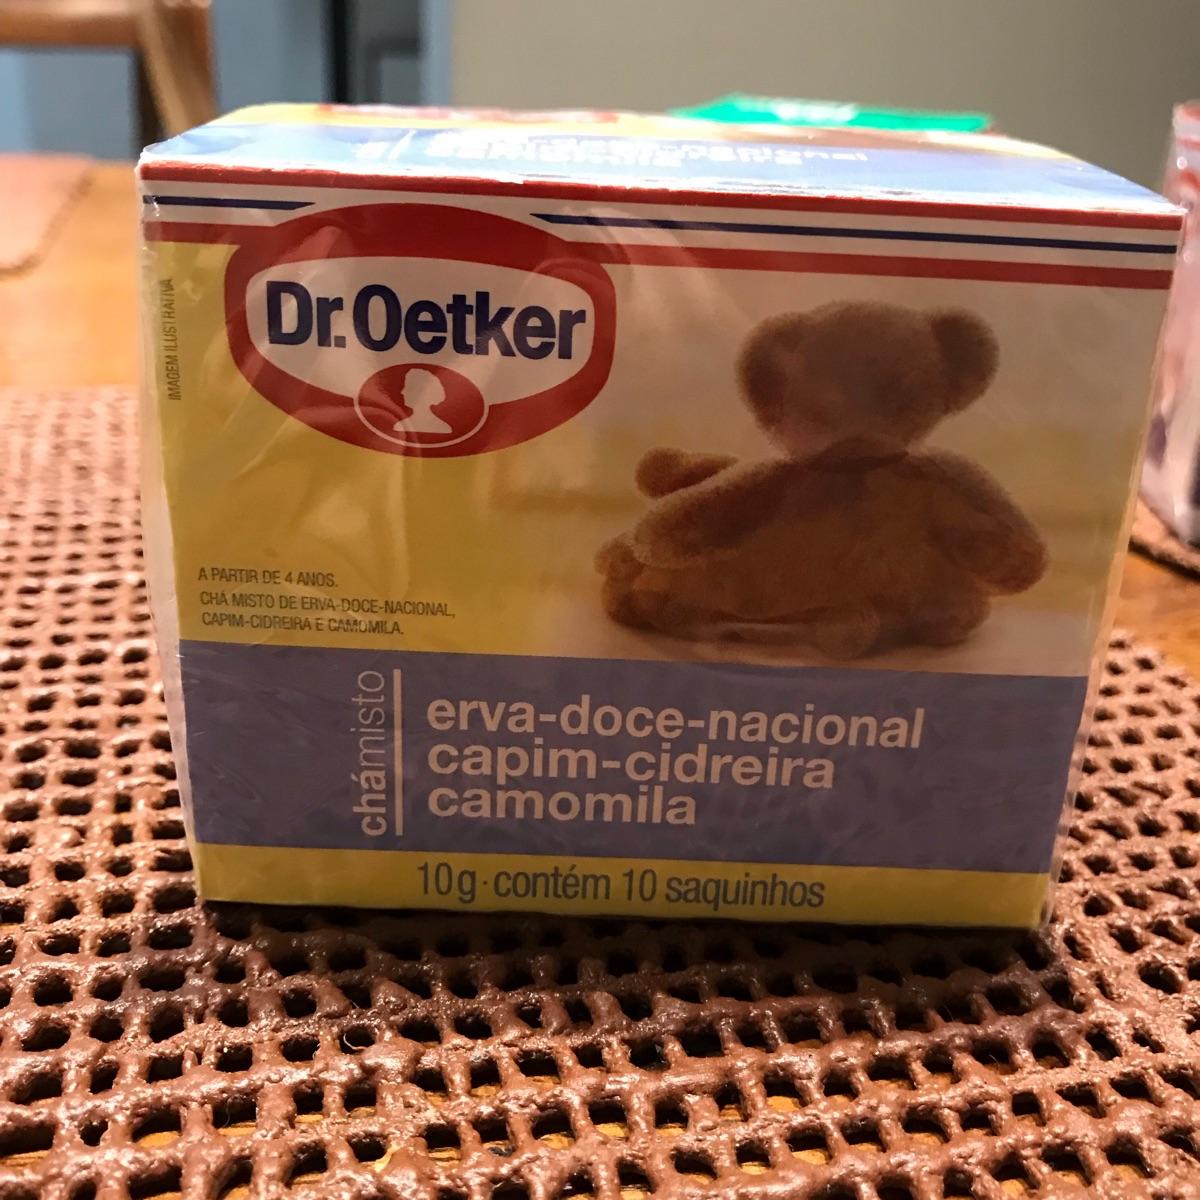 Dr.Oetker
IMAGEM ILUSTRATIVA
A PARTIR DE 4 ANOS.
CHÁ MISTO DE ERVA-DOCE-NACIONAL,
CAPIM-CIDREIRA E CAMOMILA.
chámisto
erva-doce-nacional
capim-cidreira
camomila
10g·contém 10 saquinhos